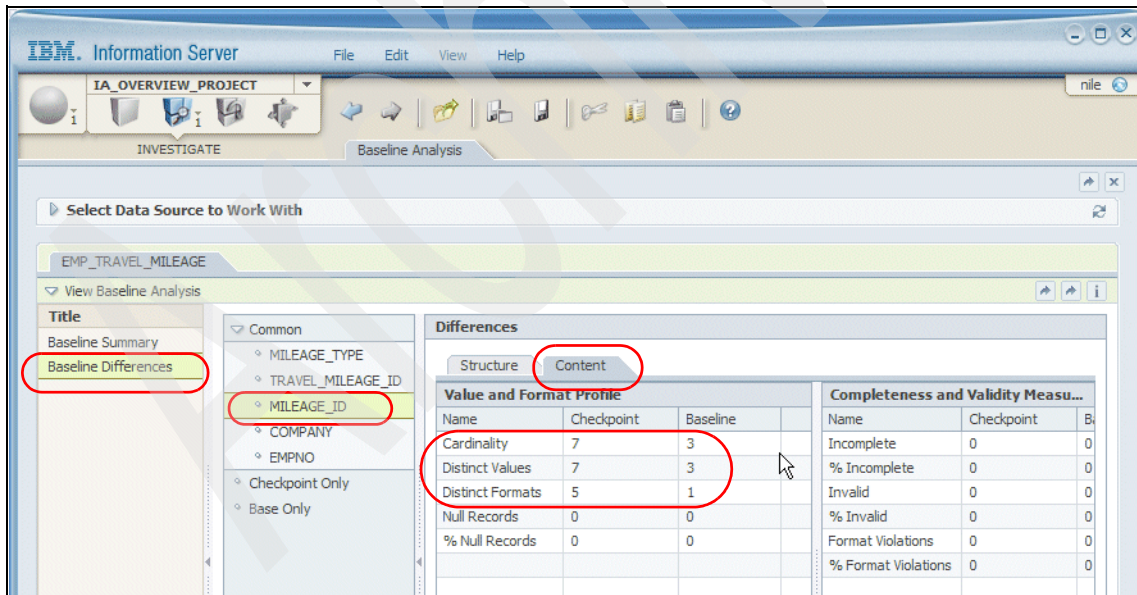 IBM. Information Server
File Edit View Help
IA_OVERVIEW_PROJECT
nile
INVESTIGATE
Baseline Analysis
Select Data Source to Work With
EMP_TRAVEL_MILEAGE
View Baseline Analysis
Title
Baseline Summary
Baseline Differences
Common
MILEAGE_TYPE
TRAVEL_MILEAGE_ID
MILEAGE_ID
COMPANY
EMPNO
Checkpoint Only
Base Only
Differences
Structure Content
Value and Format Profile
Name Checkpoint Baseline
Cardinality 7 3
Distinct Values 7 3
Distinct Formats 5 1
Null Records 0 0
% Null Records 0 0
Completeness and Validity Measu...
Name Checkpoint Ba
Incomplete 0 0
% Incomplete 0 0
Invalid 0 0
% Invalid 0 0
Format Violations 0 0
% Format Violations 0 0